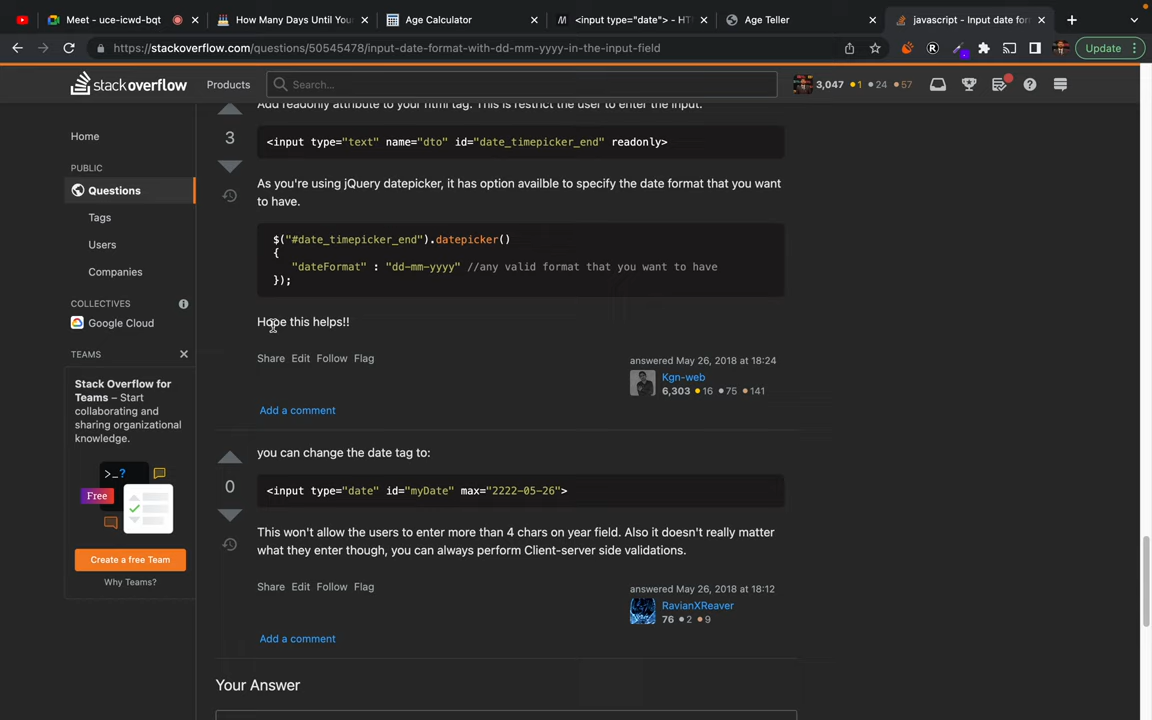 Meet - uce-icwd-bqt
How Many Days Until You
Age Calculator
<input type="date"> - HT
Age Teller
javascript - Input date for
https://stackoverflow.com/questions/50545478/input-date-format-with-dd-mm-yyyy-in-the-input-field
Update
stackoverflow
Products
Search...
3,047 1 24 57
Home
PUBLIC
Questions
Tags
Users
Companies
COLLECTIVES
Google Cloud
TEAMS
Stack Overflow for
Teams – Start
collaborating and
sharing organizational
knowledge.
>_?
Free
Create a free Team
Why Teams?
Add readonly attribute to your html tag. This is restrict the user to enter the input.
3
<input type="text" name="dto" id="date_timepicker_end" readonly>
As you're using jQuery datepicker, it has option availble to specify the date format that you want
to have.
$("#date_timepicker_end").datepicker()
{
"dateFormat" : "dd-mm-yyyy" //any valid format that you want to have
});
Hope this helps!!
Share Edit Follow Flag
answered May 26, 2018 at 18:24
Kgn-web
6,303 16 75 141
Add a comment
you can change the date tag to:
0
<input type="date" id="myDate" max="2222-05-26">
This won't allow the users to enter more than 4 chars on year field. Also it doesn't really matter
what they enter though, you can always perform Client-server side validations.
Share Edit Follow Flag
answered May 26, 2018 at 18:12
RavianXReaver
76 2 9
Add a comment
Your Answer